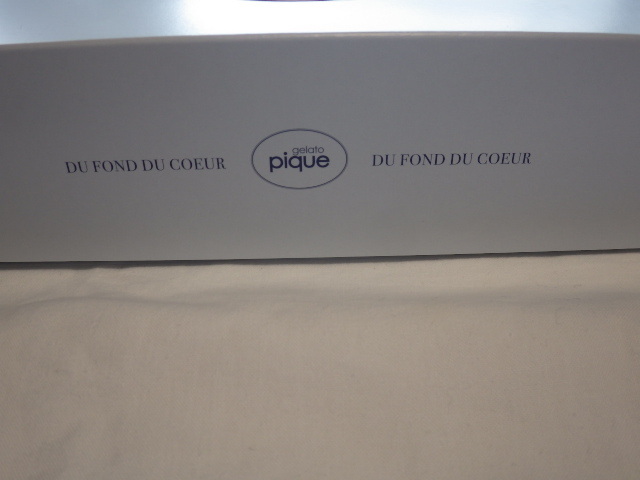 DU FOND DU COEUR
gelato
pique
DU FOND DU COEUR